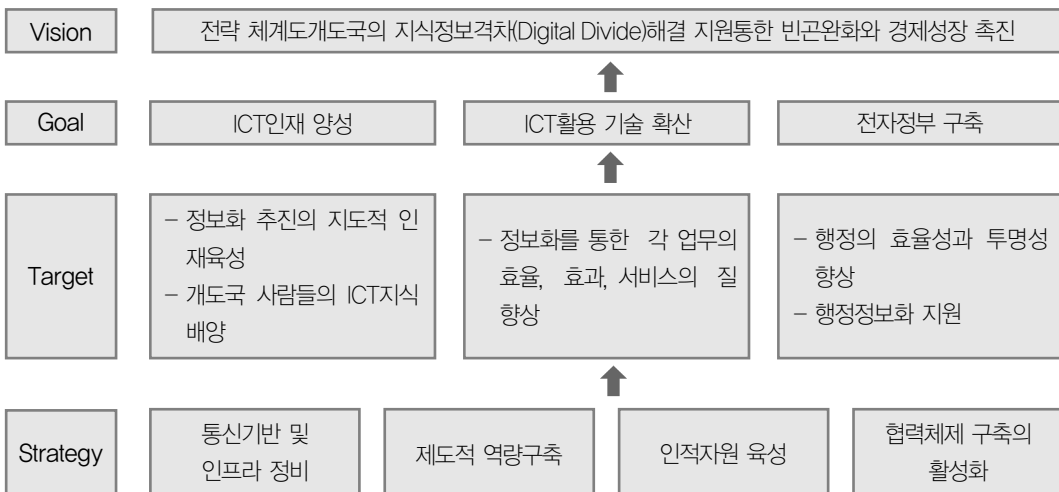 Vision
전략 체계도개도국의 지식정보격차(Digital Divide)해결 지원통한 빈곤완화와 경제성장 촉진
Goal
ICT인재 양성
ICT활용 기술 확산
전자정부 구축
Target
– 정보화 추진의 지도적 인
재육성
– 개도국 사람들의 ICT지식
배양
– 정보화를 통한 각 업무의
효율, 효과, 서비스의 질
향상
– 행정의 효율성과 투명성
향상
– 행정정보화 지원
Strategy
통신기반 및
인프라 정비
제도적 역량구축
인적자원 육성
협력체제 구축의
활성화